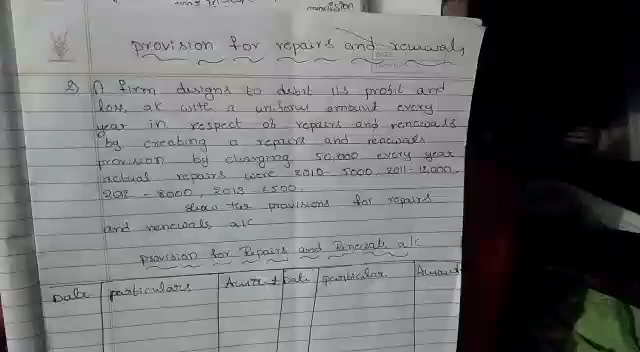 provision for repairs and renewals
2) A firm designs to debit its profit and
loss a/c with a uniform amount every
year in respect of repairs and renewals
by creating a repairs and renewals
provision by charging 50,000 every year
actual repairs were 2010 - 5000, 2011 - 12,000,
2012 - 8000, 2013 6500.
show the provisions for repairs
and renewals a/c
provision for Repairs and Renewals a/c
Date particulars Amount Date particular Amount